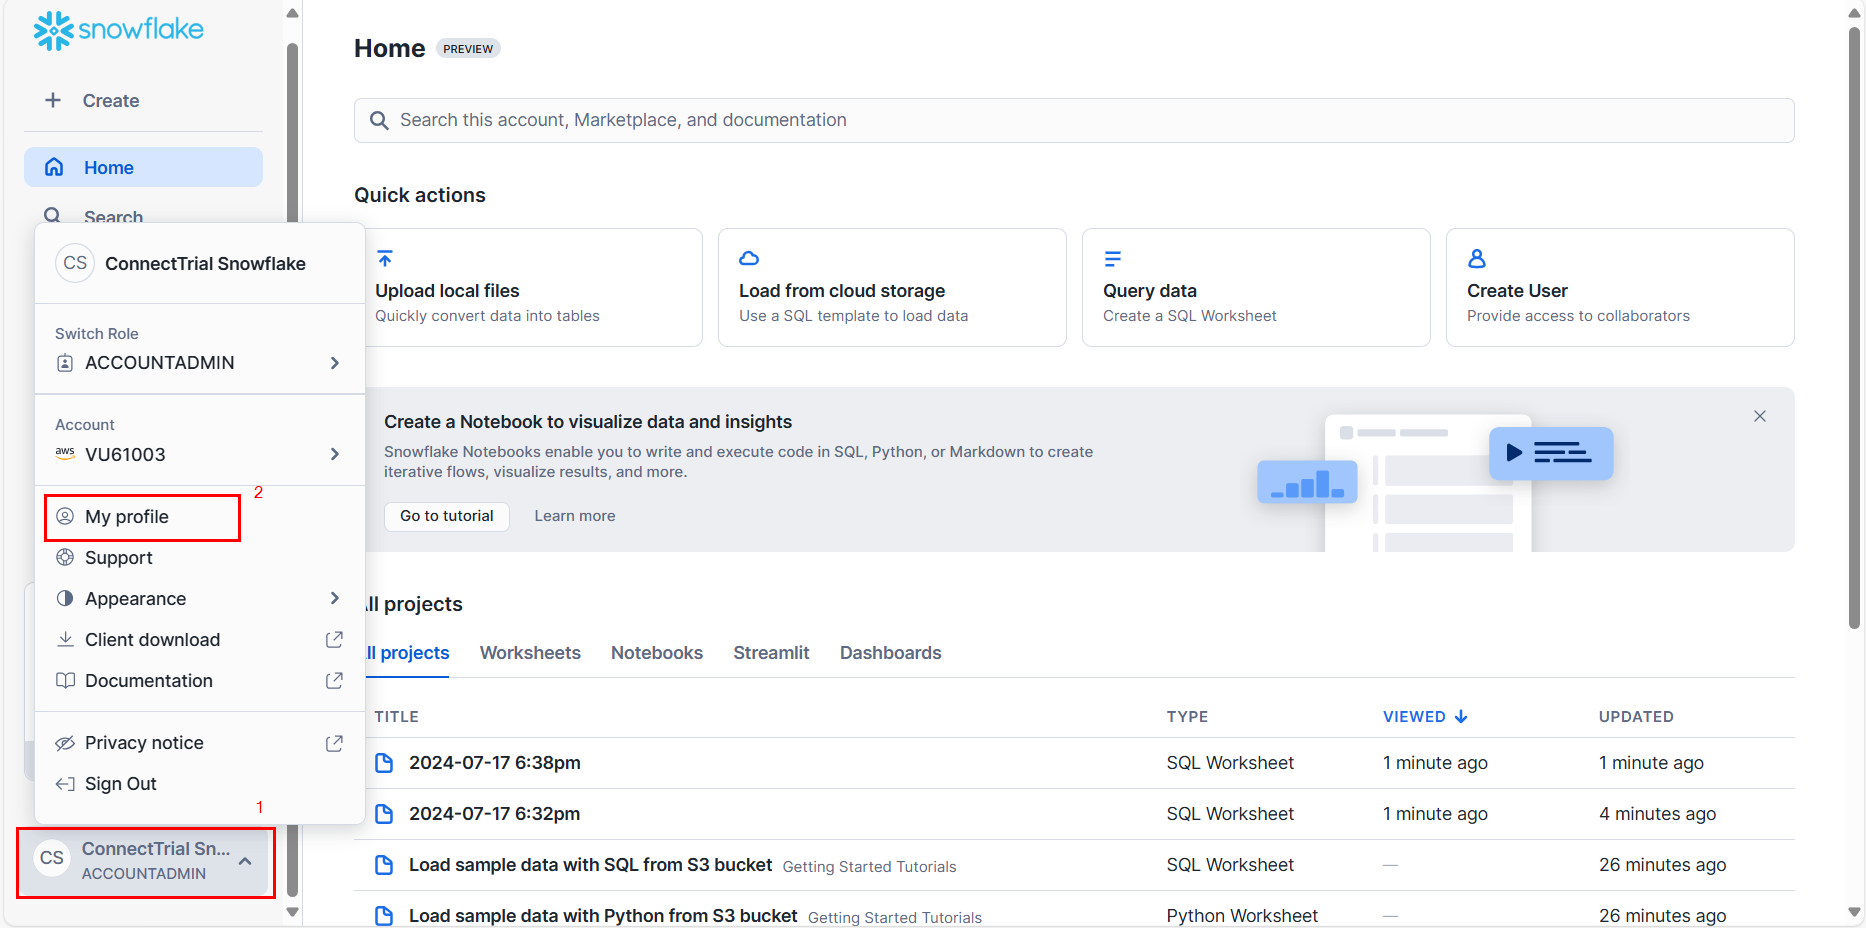 snowflake
Create
Home
Search
CS ConnectTrial Snowflake
Switch Role
ACCOUNTADMIN
Account
aws VU61003
2
My profile
Support
Appearance
Client download
Documentation
Privacy notice
Sign Out
1
CS ConnectTrial Sn...
ACCOUNTADMIN
Home PREVIEW
Search this account, Marketplace, and documentation
Quick actions
Upload local files
Quickly convert data into tables
Load from cloud storage
Use a SQL template to load data
Query data
Create a SQL Worksheet
Create User
Provide access to collaborators
Create a Notebook to visualize data and insights
Snowflake Notebooks enable you to write and execute code in SQL, Python, or Markdown to create
iterative flows, visualize results, and more.
Go to tutorial Learn more
ll projects
ll projects Worksheets Notebooks Streamlit Dashboards
TITLE TYPE VIEWED UPDATED
2024-07-17 6:38pm SQL Worksheet 1 minute ago 1 minute ago
2024-07-17 6:32pm SQL Worksheet 1 minute ago 4 minutes ago
Load sample data with SQL from S3 bucket Getting Started Tutorials SQL Worksheet — 26 minutes ago
Load sample data with Python from S3 bucket Getting Started Tutorials Python Worksheet — 26 minutes ago